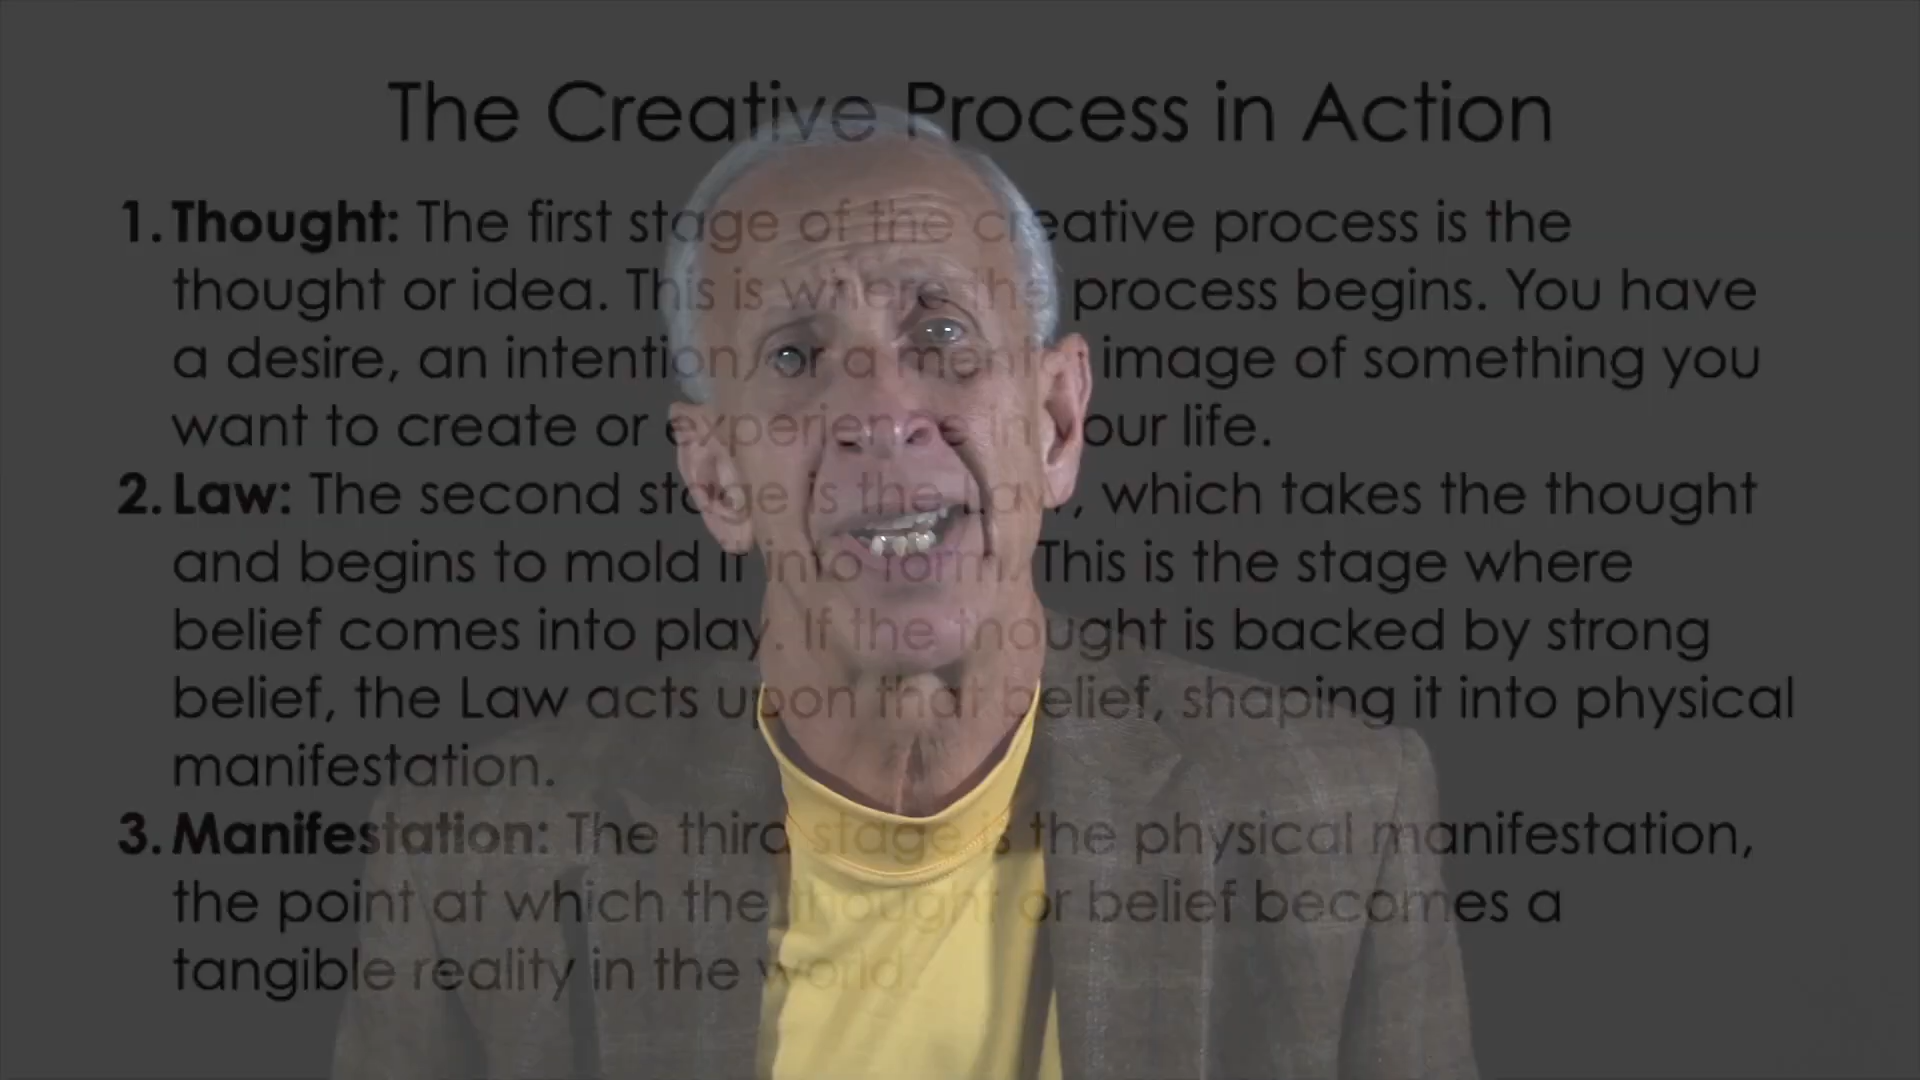 The Creative Process in Action
1. Thought: The first stage of the creative process is the
thought or idea. This is where the process begins. You have
a desire, an intention, or a mental image of something you
want to create or experience in your life.
2. Law: The second stage is the Law, which takes the thought
and begins to mold it into form. This is the stage where
belief comes into play. If the thought is backed by strong
belief, the Law acts upon that belief, shaping it into physical
manifestation.
3. Manifestation: The third stage is the physical manifestation,
the point at which the thought or belief becomes a
tangible reality in the world.